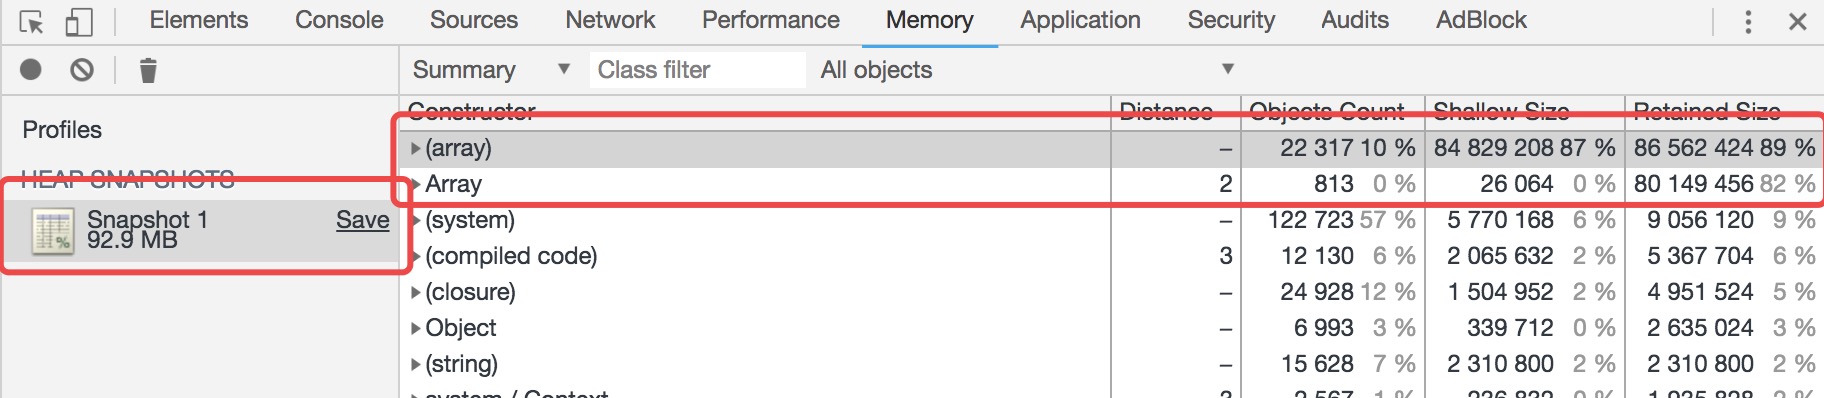 Elements Console Sources Network Performance Memory Application Security Audits AdBlock
Summary Class filter All objects
Constructor Distance Objects Count Shallow Size Retained Size
Profiles
HEAP SNAPSHOTS
Snapshot 1 Save
92.9 MB
(array) – 22 317 10 % 84 829 208 87 % 86 562 424 89 %
Array 2 813 0 % 26 064 0 % 80 149 456 82 %
(system) – 122 723 57 % 5 770 168 6 % 9 056 120 9 %
(compiled code) 3 12 130 6 % 2 065 632 2 % 5 367 704 6 %
(closure) – 24 928 12 % 1 504 952 2 % 4 951 524 5 %
Object – 6 993 3 % 339 712 0 % 2 635 024 3 %
(string) – 15 628 7 % 2 310 800 2 % 2 310 800 2 %
system / Context